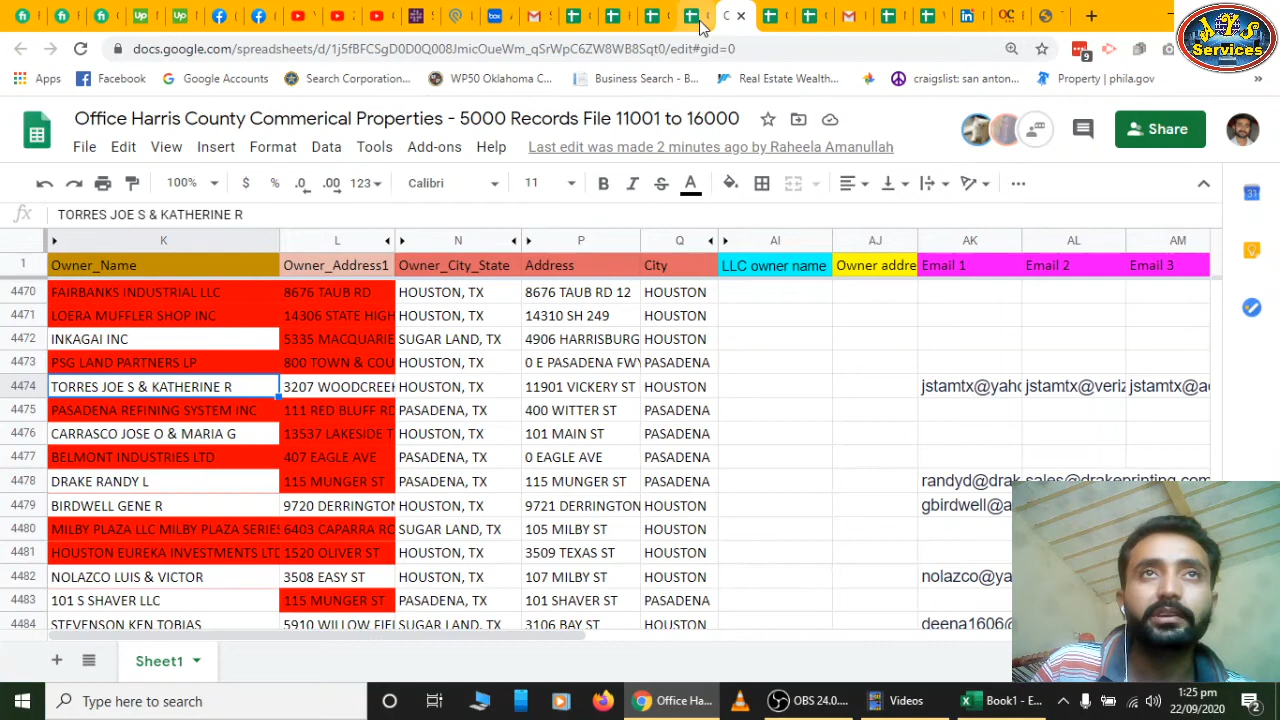 docs.google.com/spreadsheets/d/1j5fBFCSgD0D0Q008JmicOueWm_qSrWpC6ZW8WB8Sqt0/edit#gid=0
9
AYS
Services
Apps
Facebook
Google Accounts
Search Corporation...
WP50 Oklahoma C...
Business Search - B...
Real Estate Wealth...
craigslist: san anton...
Property | phila.gov
Office Harris County Commerical Properties - 5000 Records File 11001 to 16000
Share
File Edit View Insert Format Data Tools Add-ons Help Last edit was made 2 minutes ago by Raheela Amanullah
100% $ % .0 .00 123 Calibri 11 B I S A
31
fx TORRES JOE S & KATHERINE R
K L N P Q AI AJ AK AL AM
1 Owner_Name Owner_Address1 Owner_City_State Address City LLC owner name Owner addre Email 1 Email 2 Email 3
4470 FAIRBANKS INDUSTRIAL LLC 8676 TAUB RD HOUSTON, TX 8676 TAUB RD 12 HOUSTON
4471 LOERA MUFFLER SHOP INC 14306 STATE HIGH HOUSTON, TX 14310 SH 249 HOUSTON
4472 INKAGAI INC 5335 MACQUARIE SUGAR LAND, TX 4906 HARRISBURG HOUSTON
4473 PSG LAND PARTNERS LP 800 TOWN & COU HOUSTON, TX 0 E PASADENA FWY PASADENA
4474 TORRES JOE S & KATHERINE R 3207 WOODCREEK HOUSTON, TX 11901 VICKERY ST HOUSTON jstamtx@yaho jstamtx@veriz jstamtx@ao
4475 PASADENA REFINING SYSTEM INC 111 RED BLUFF RD PASADENA, TX 400 WITTER ST PASADENA
4476 CARRASCO JOSE O & MARIA G 13537 LAKESIDE T HOUSTON, TX 101 MAIN ST PASADENA
4477 BELMONT INDUSTRIES LTD 407 EAGLE AVE PASADENA, TX 0 EAGLE AVE PASADENA
4478 DRAKE RANDY L 115 MUNGER ST PASADENA, TX 115 MUNGER ST PASADENA randyd@drak sales@drakeprinting.com
4479 BIRDWELL GENE R 9720 DERRINGTON HOUSTON, TX 9721 DERRINGTON HOUSTON gbirdwell@a
4480 MILBY PLAZA LLC MILBY PLAZA SERIES 6403 CAPARRA RO SUGAR LAND, TX 105 MILBY ST HOUSTON
4481 HOUSTON EUREKA INVESTMENTS LTD 1520 OLIVER ST HOUSTON, TX 3509 TEXAS ST HOUSTON
4482 NOLAZCO LUIS & VICTOR 3508 EASY ST HOUSTON, TX 107 MILBY ST HOUSTON nolazco@ya
4483 101 S SHAVER LLC 115 MUNGER ST PASADENA, TX 101 SHAVER ST PASADENA
4484 STEVENSON KEN TOBIAS 5910 WILLOW FIE SUGAR LAND, TX 3106 BAY ST HOUSTON deena1606@
Sheet1
Type here to search
Office Ha...
OBS 24.0....
Videos
Book1 - E...
1:25 pm
22/09/2020
2